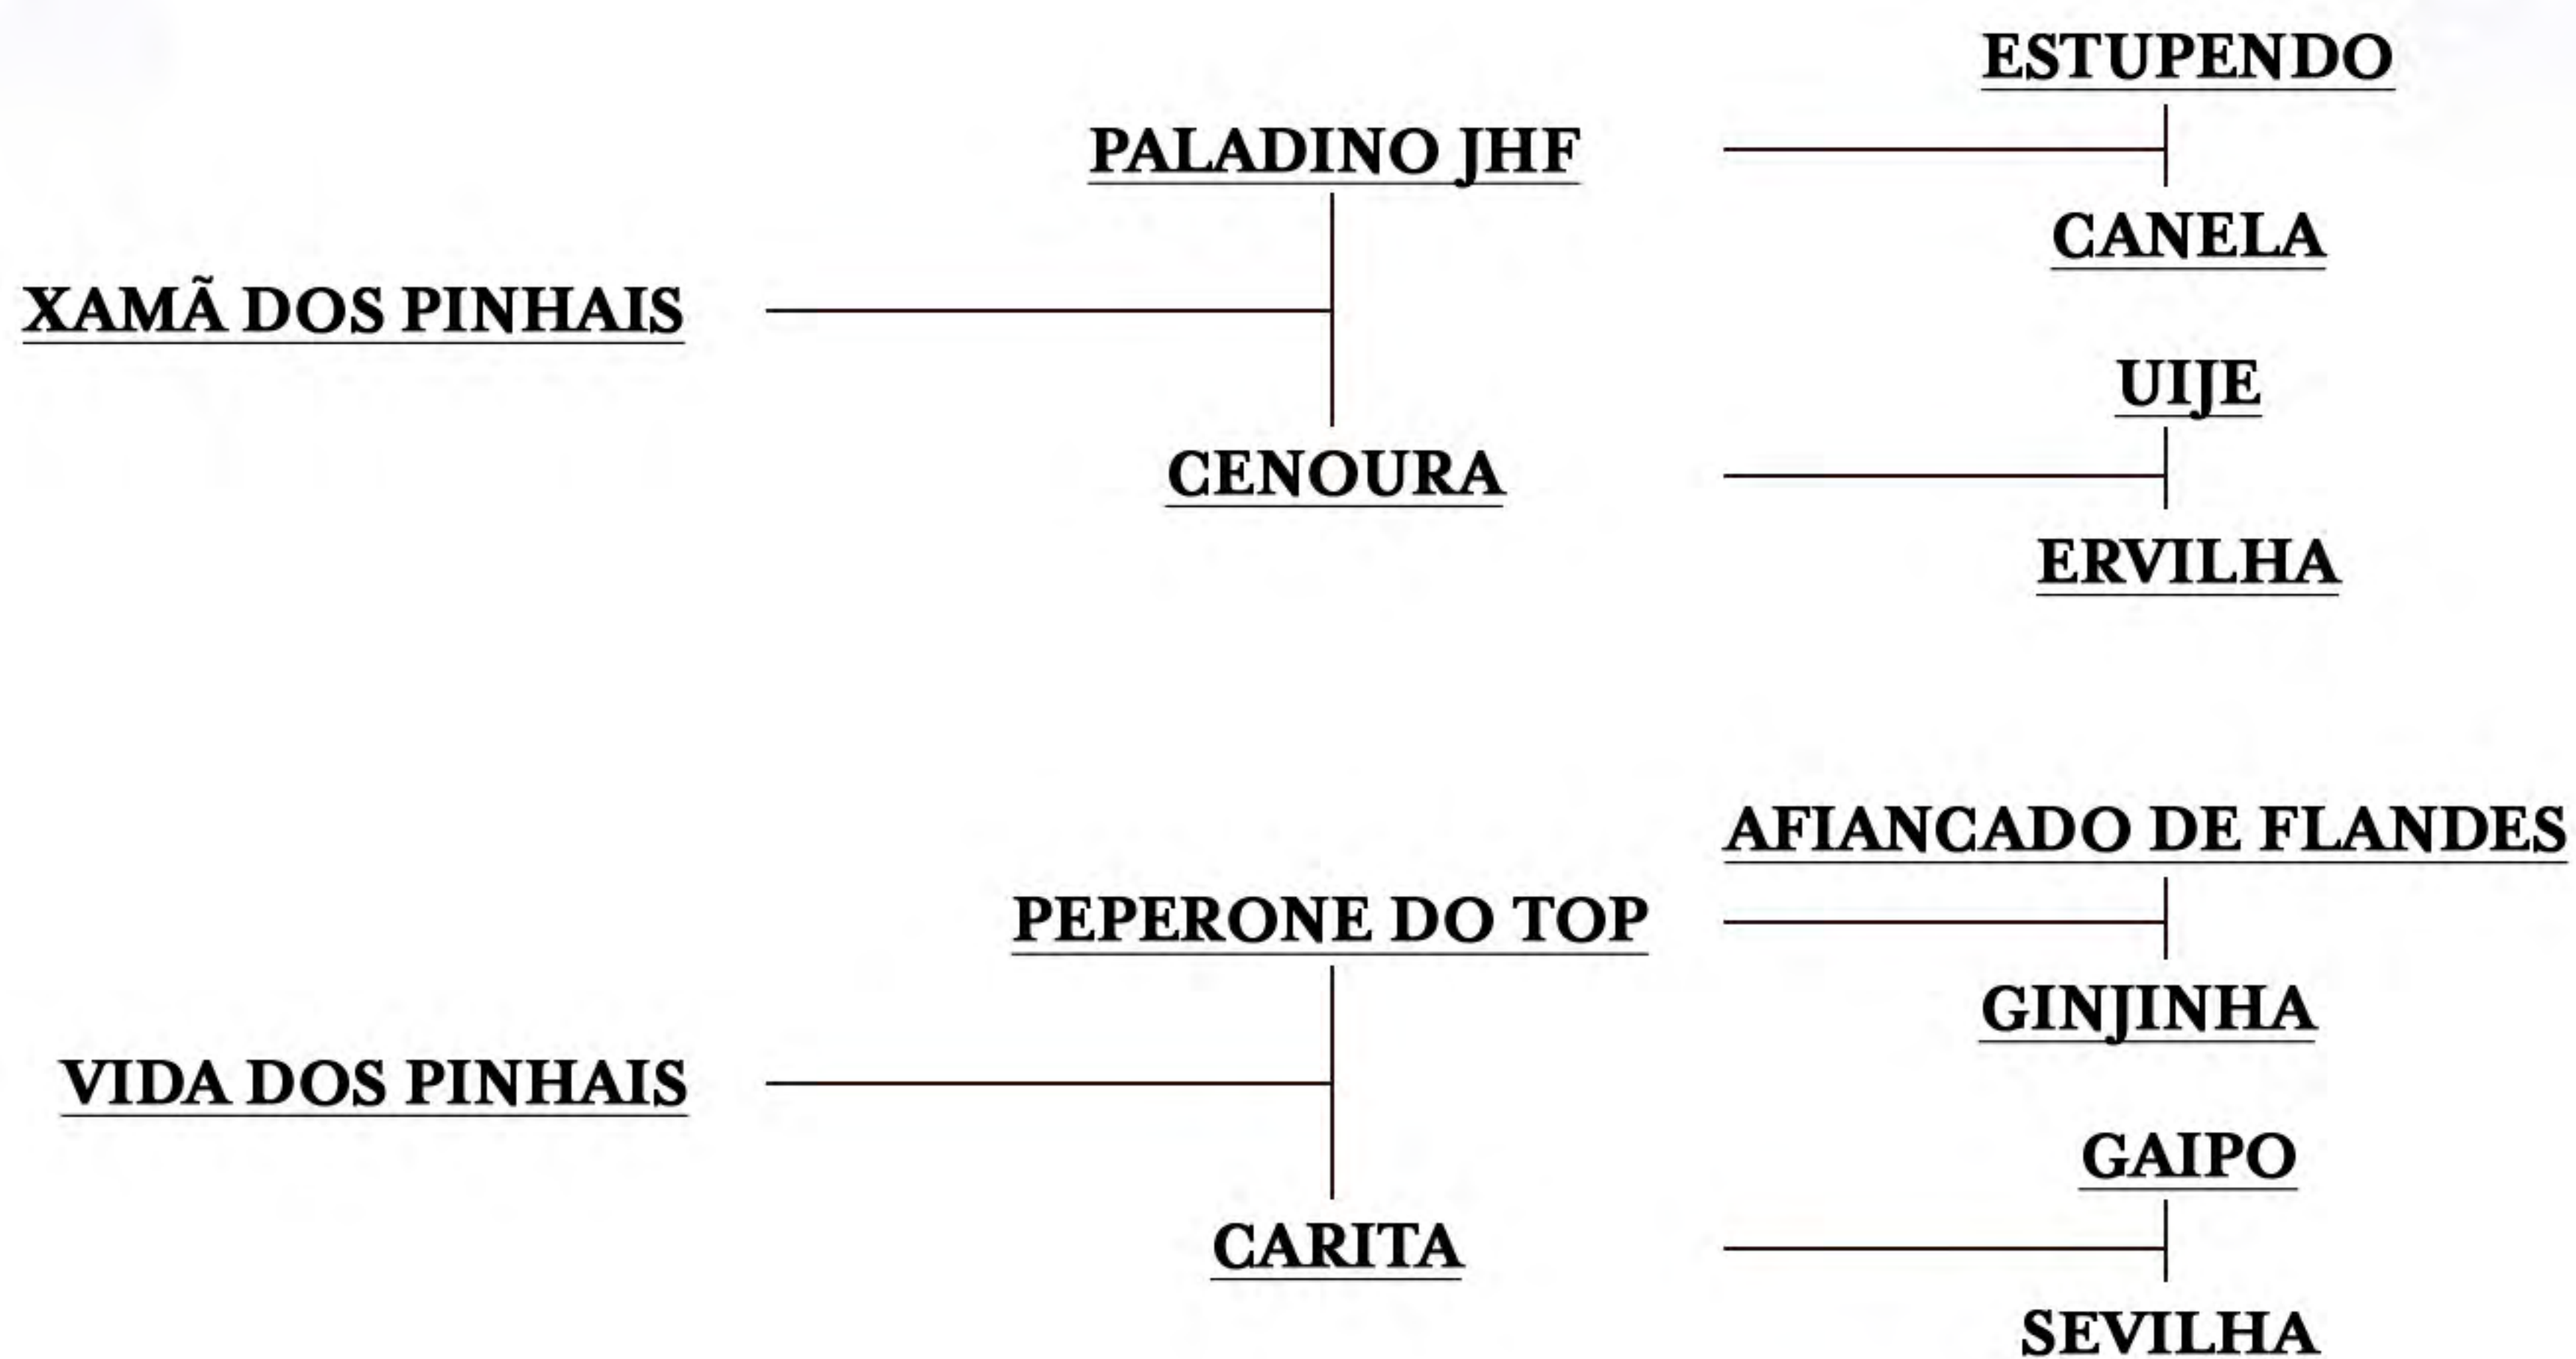 ESTUPENDO
PALADINO JHF
CANELA
XAMÃ DOS PINHAIS
UIJE
CENOURA
ERVILHA
AFIANCADO DE FLANDES
PEPERONE DO TOP
GINJINHA
VIDA DOS PINHAIS
GAIPO
CARITA
SEVILHA